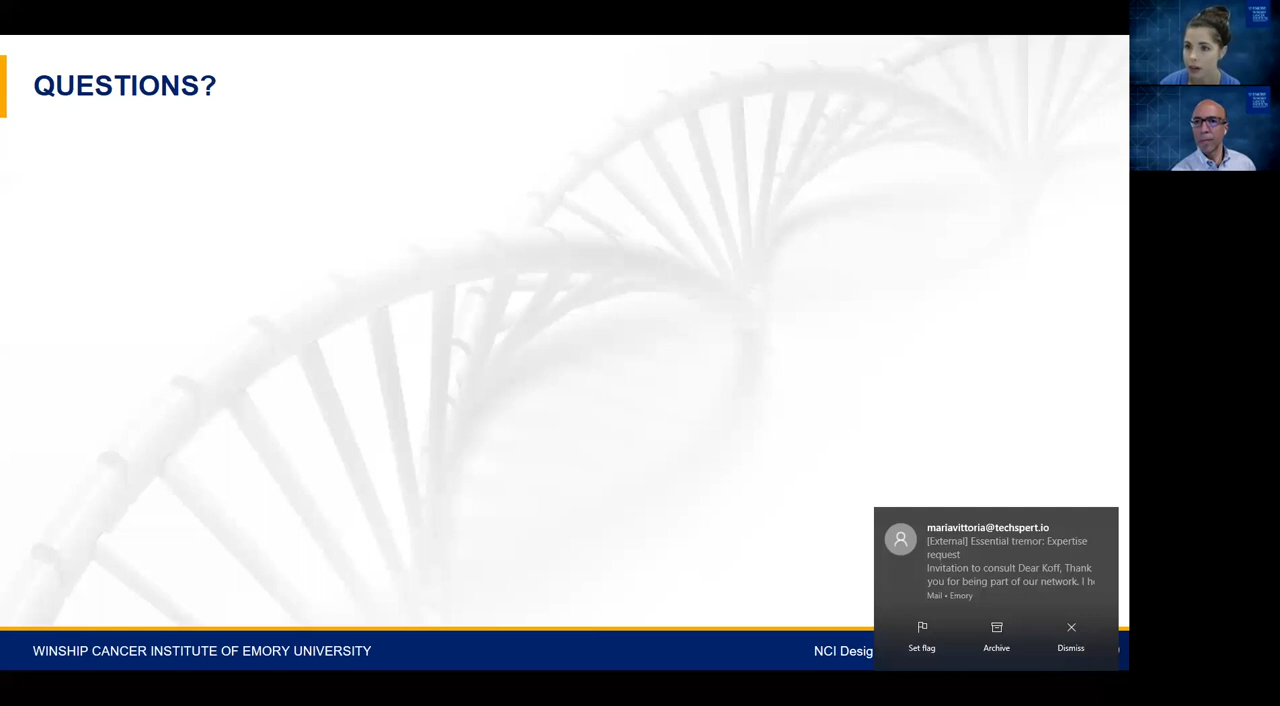 QUESTIONS?
mariavittoria@techspert.io
[External] Essential tremor: Expertise
request
Invitation to consult Dear Koff, Thank
you for being part of our network. I
Mail • Emory
Set flag
Archive
Dismiss
WINSHIP CANCER INSTITUTE OF EMORY UNIVERSITY
NCI